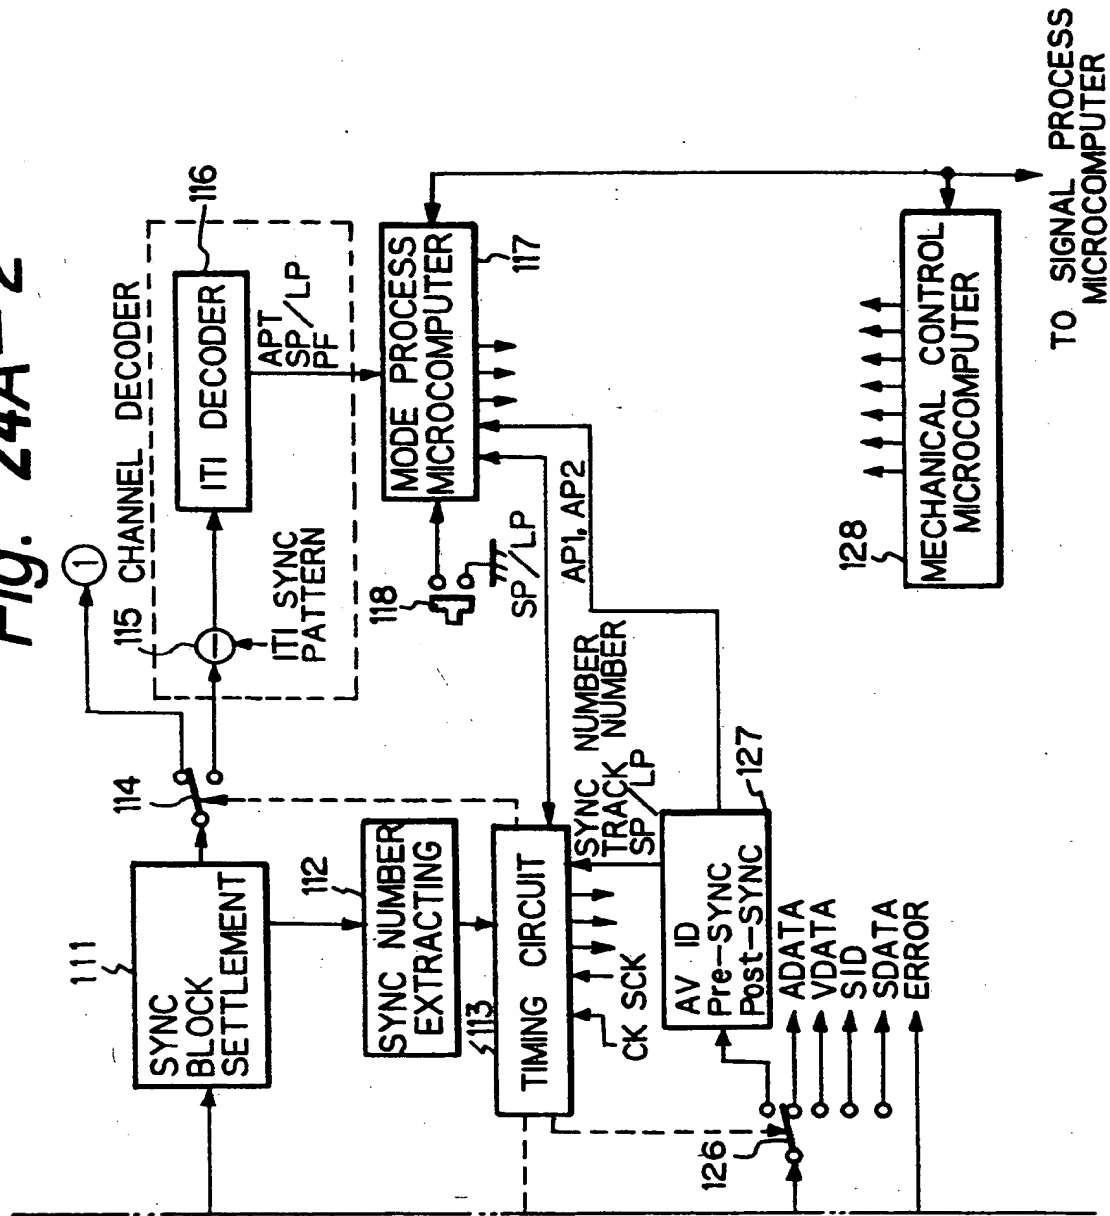 Fig. 24A-2
111
SYNC
BLOCK
SETTLEMENT
114
1
115 CHANNEL DECODER
ITI SYNC
PATTERN
ITI DECODER
116
APT
SP/LP
PF
112
SYNC NUMBER
EXTRACTING
118
MODE PROCESS
MICROCOMPUTER
117
SP/LP
113
TIMING CIRCUIT
CK SCK
SYNC NUMBER
TRACK NUMBER
SP LP
AP1, AP2
AV ID
Pre-SYNC
Post-SYNC
127
126
ADATA
VDATA
SID
SDATA
ERROR
128
MECHANICAL CONTROL
MICROCOMPUTER
TO SIGNAL PROCESS
MICROCOMPUTER